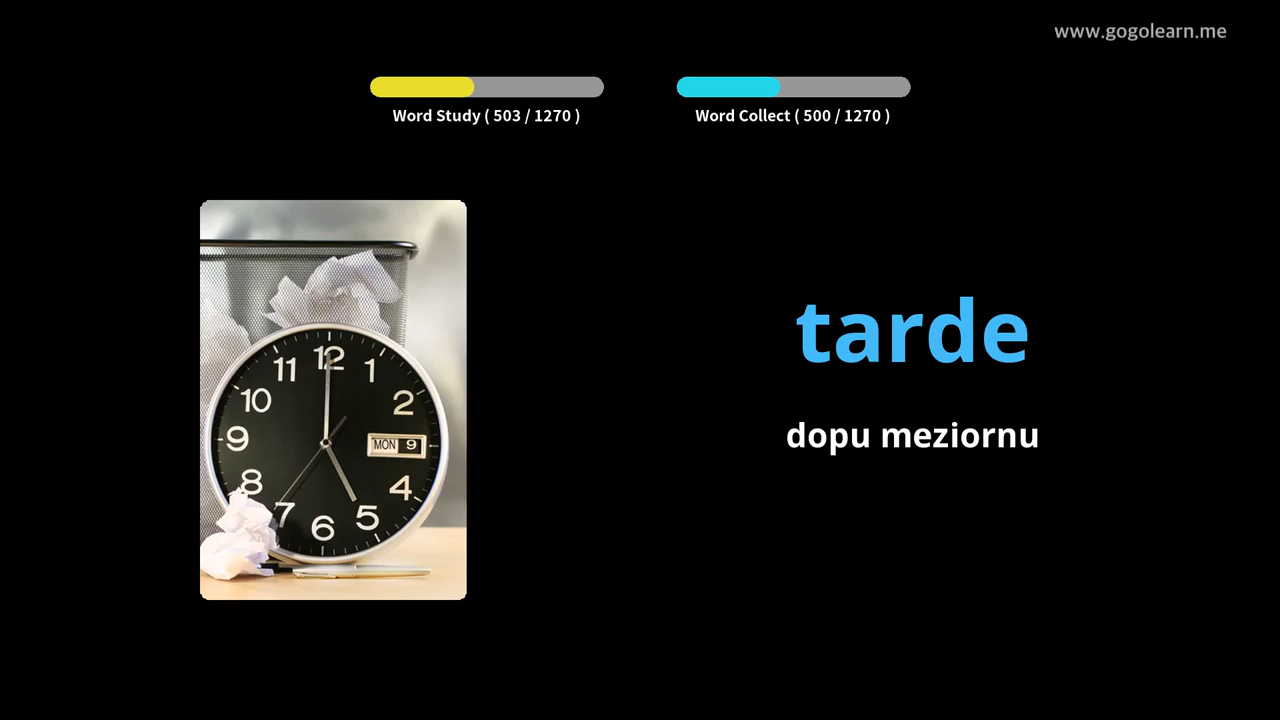 www.gogolearn.me
Word Study ( 503 / 1270 )
Word Collect ( 500 / 1270 )
12
11
1
10
2
9
MON 9
8
4
7
5
6
tarde
dopu meziornu